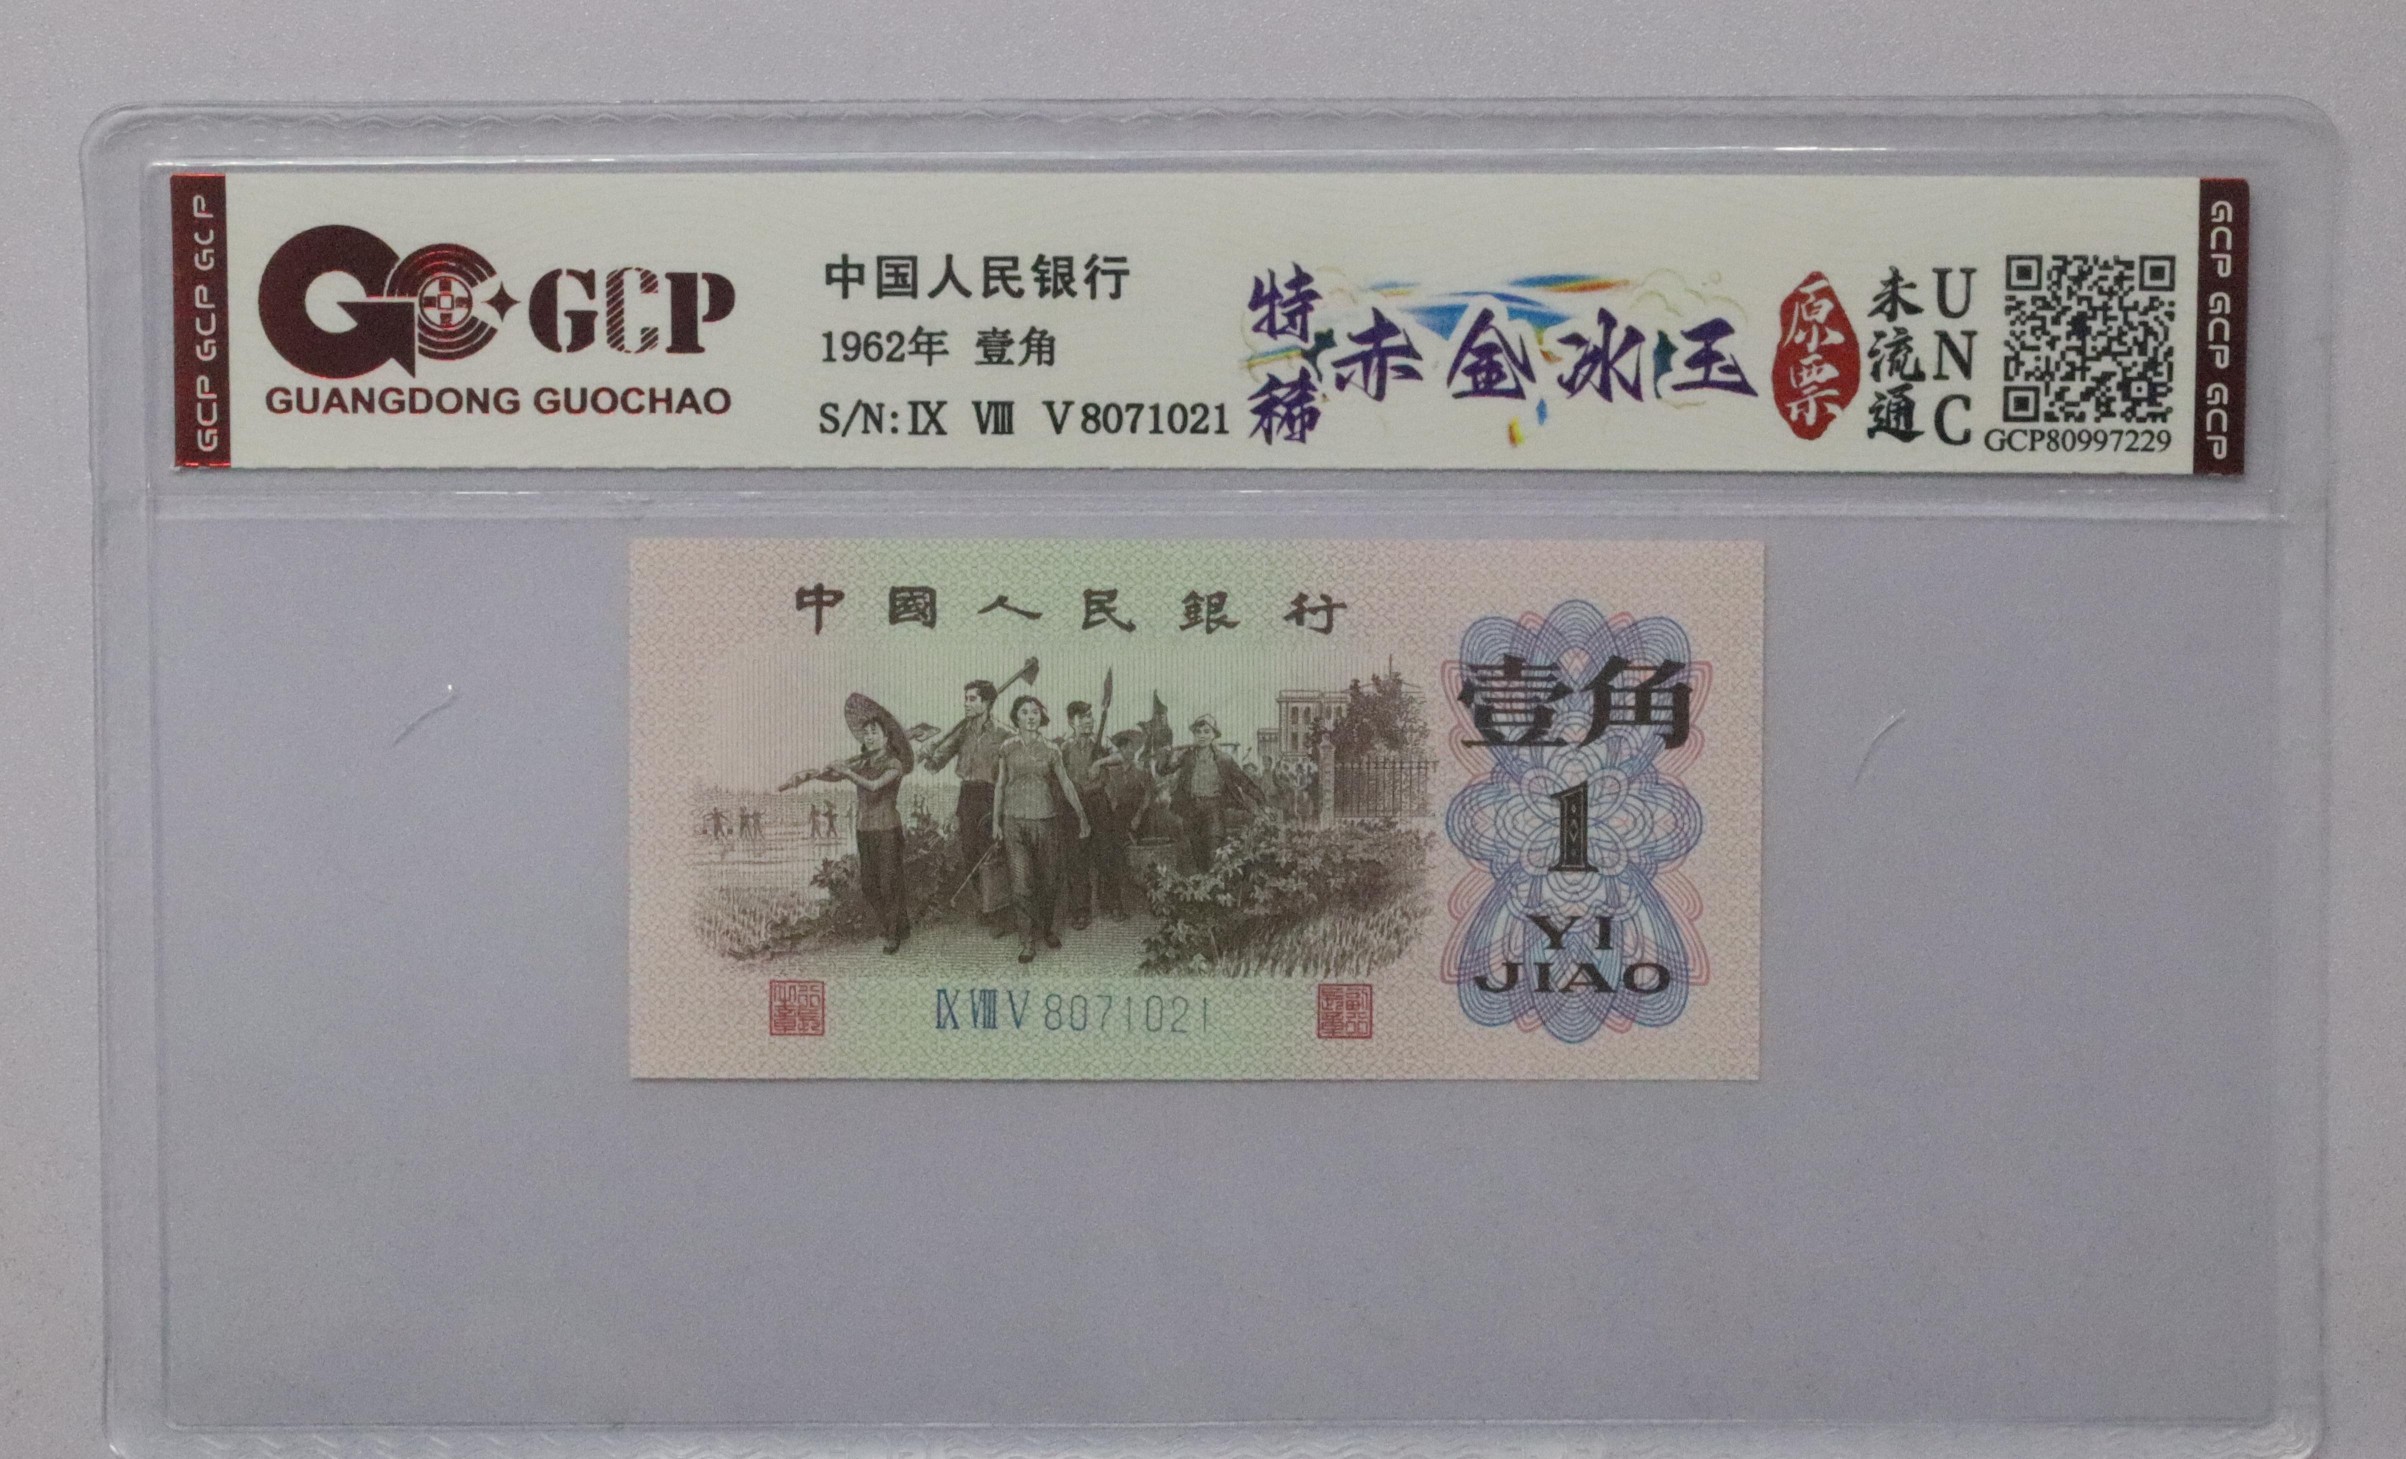 GCP GCP GCP
GCP
GUANGDONG GUOCHAO
中国人民银行
1962年 壹角
S/N: Ⅸ Ⅷ Ⅴ 8071021
特稀
赤金冰玉
原票
未流通
UNC
GCP80997229
GCP GCP GCP
中國人民銀行
壹角
1
YI
JIAO
Ⅸ Ⅷ Ⅴ 8071021